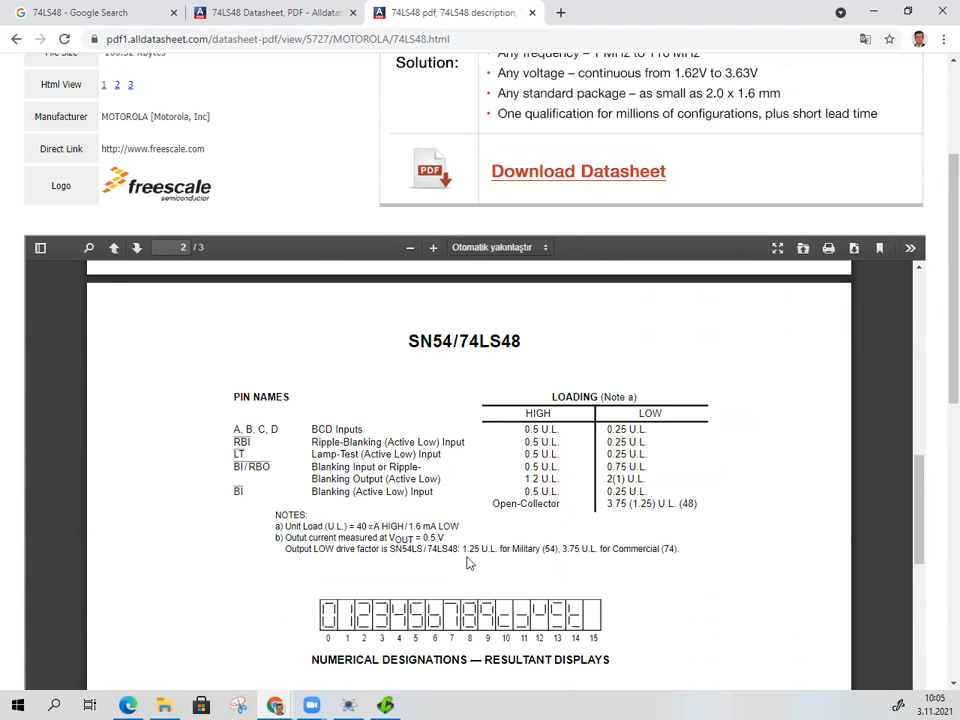 74LS48 - Google Search
74LS48 Datasheet, PDF - Alldata
74LS48 pdf, 74LS48 description,
pdf1.alldatasheet.com/datasheet-pdf/view/5727/MOTOROLA/74LS48.html
Html View 1 2 3
Manufacturer MOTOROLA [Motorola, Inc]
Direct Link http://www.freescale.com
Logo freescale
semiconductor
Solution:
• Any voltage – continuous from 1.62V to 3.63V
• Any standard package – as small as 2.0 x 1.6 mm
• One qualification for millions of configurations, plus short lead time
PDF Download Datasheet
2 / 3
Otomatik yakınlaştır
SN54/74LS48
PIN NAMES LOADING (Note a)
HIGH LOW
A, B, C, D BCD Inputs 0.5 U.L. 0.25 U.L.
RBI Ripple-Blanking (Active Low) Input 0.5 U.L. 0.25 U.L.
LT Lamp-Test (Active Low) Input 0.5 U.L. 0.25 U.L.
BI/RBO Blanking Input or Ripple- 0.5 U.L. 0.75 U.L.
Blanking Output (Active Low) 1.2 U.L. 2(1) U.L.
BI Blanking (Active Low) Input 0.5 U.L. 0.25 U.L.
Open-Collector 3.75 (1.25) U.L. (48)
NOTES:
a) Unit Load (U.L.) = 40 ∝A HIGH/1.6 mA LOW
b) Outut current measured at VOUT = 0.5 V
Output LOW drive factor is SN54LS/74LS48: 1.25 U.L. for Military (54), 3.75 U.L. for Commercial (74).
0 1 2 3 4 5 6 7 8 9 10 11 12 13 14 15
NUMERICAL DESIGNATIONS — RESULTANT DISPLAYS
10:05
3.11.2021